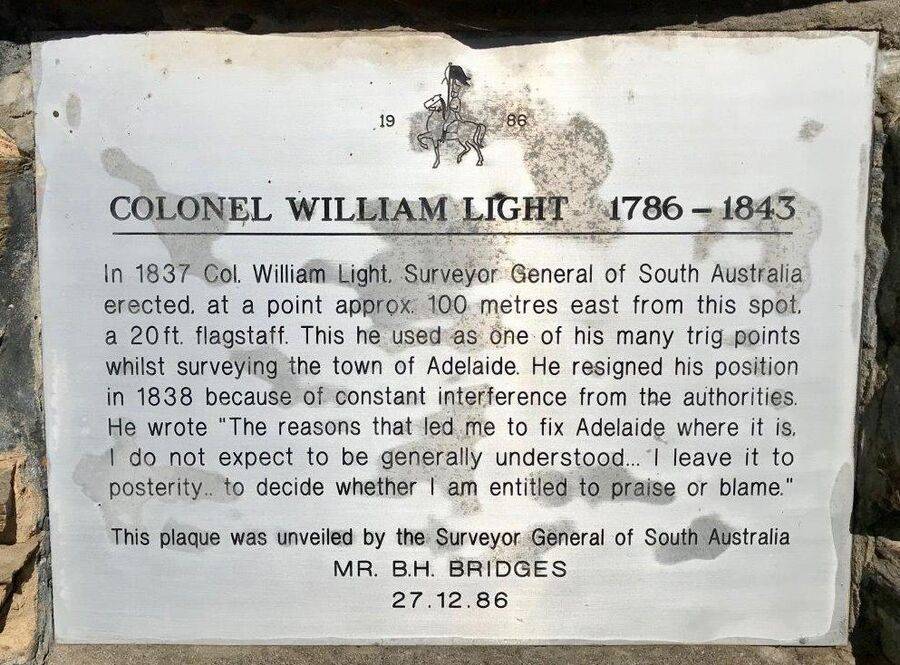 19 86
COLONEL WILLIAM LIGHT 1786 – 1843
In 1837 Col. William Light, Surveyor General of South Australia
erected, at a point approx. 100 metres east from this spot,
a 20ft. flagstaff. This he used as one of his many trig points
whilst surveying the town of Adelaide. He resigned his position
in 1838 because of constant interference from the authorities.
He wrote "The reasons that led me to fix Adelaide where it is,
I do not expect to be generally understood... I leave it to
posterity.. to decide whether I am entitled to praise or blame."
This plaque was unveiled by the Surveyor General of South Australia
MR. B.H. BRIDGES
27.12.86